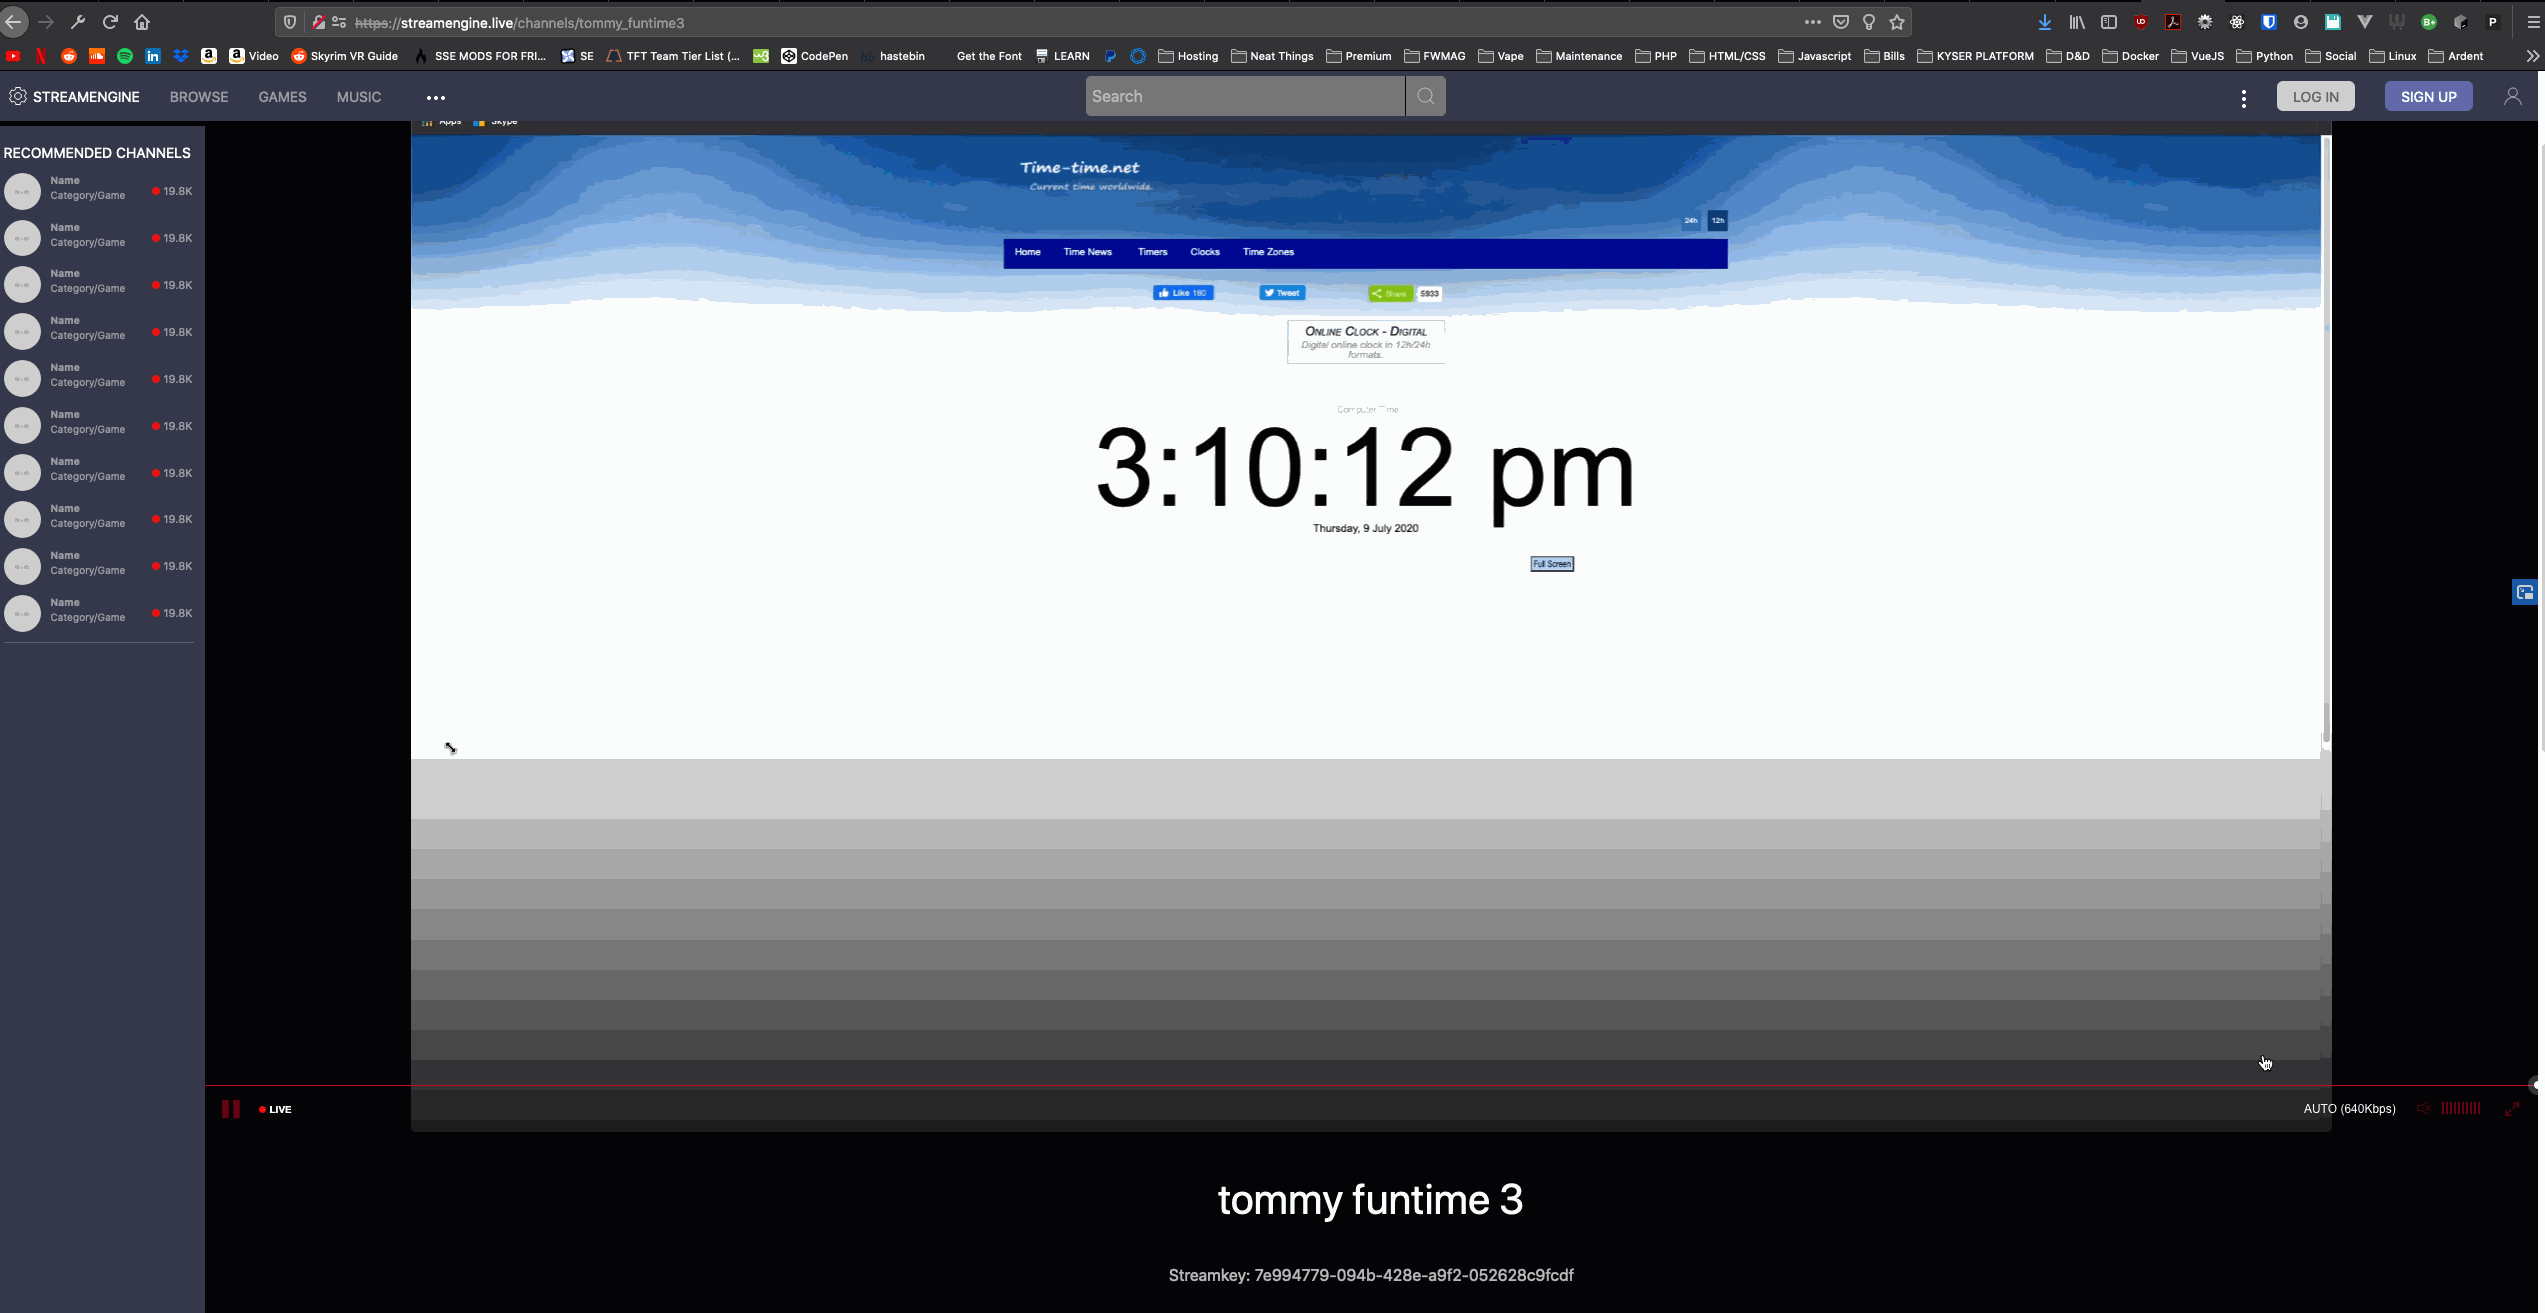 https://streamengine.live/channels/tommy_funtime3
Video Skyrim VR Guide SSE MODS FOR FRI... SE TFT Team Tier List (... CodePen hastebin Get the Font LEARN Hosting Neat Things Premium FWMAG Vape Maintenance PHP HTML/CSS Javascript Bills KYSER PLATFORM D&D Docker VueJS Python Social Linux Ardent
STREAMENGINE BROWSE GAMES MUSIC Search LOG IN SIGN UP
Apps Skype
RECOMMENDED CHANNELS
Name
Category/Game 19.8K
Name
Category/Game 19.8K
Name
Category/Game 19.8K
Name
Category/Game 19.8K
Name
Category/Game 19.8K
Name
Category/Game 19.8K
Name
Category/Game 19.8K
Name
Category/Game 19.8K
Name
Category/Game 19.8K
Name
Category/Game 19.8K
Time-time.net
Current time worldwide.
24h 12h
Home Time News Timers Clocks Time Zones
Like 180 Tweet Share 5933
ONLINE CLOCK - DIGITAL
Digital online clock in 12h/24h
formats.
Computer Time
3:10:12 pm
Thursday, 9 July 2020
Full Screen
LIVE AUTO (640Kbps)
tommy funtime 3
Streamkey: 7e994779-094b-428e-a9f2-052628c9fcdf